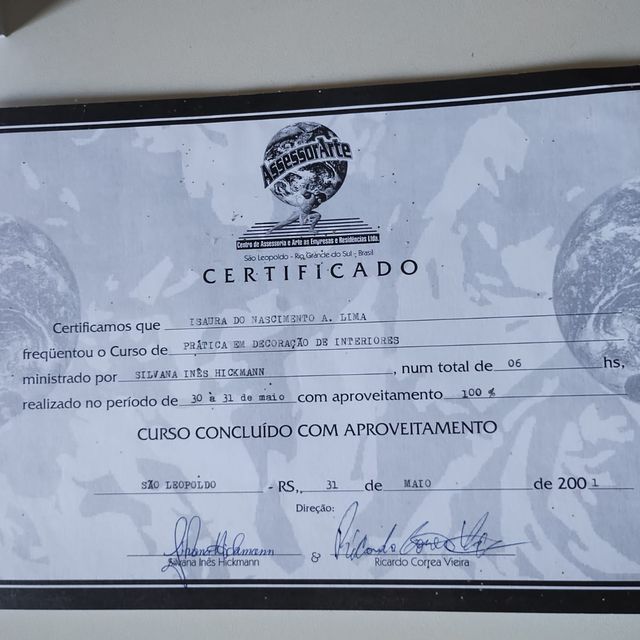 AssessorArte
Centro de Assessoria e Arte as Empresas e Residências Ltda.
São Leopoldo - Rio Grande do Sul - Brasil
CERTIFICADO
Certificamos que ISAURA DO NASCIMENTO A. LIMA
freqüentou o Curso de PRÁTICA EM DECORAÇÃO DE INTERIORES
ministrado por SILVANA INÊS HICKMANN, num total de 06 hs,
realizado no período de 30 à 31 de maio com aproveitamento 100 %
CURSO CONCLUÍDO COM APROVEITAMENTO
SÃO LEOPOLDO - RS, 31 de MAIO de 2001
Direção:
Silvana Inês Hickmann & Ricardo Correa Vieira